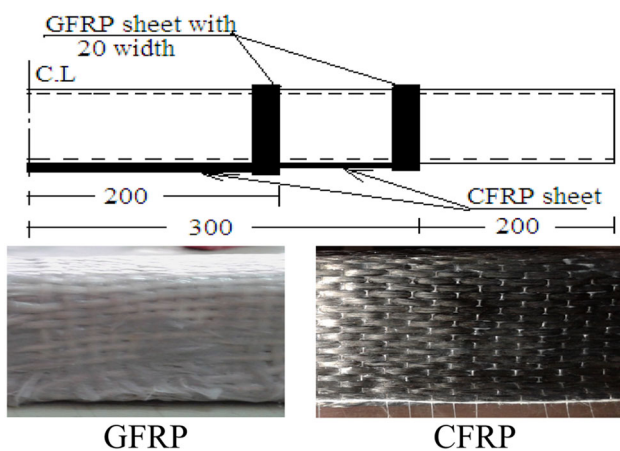 GFRP sheet with
20 width
C.L
CFRP sheet
200
300
200
GFRP
CFRP